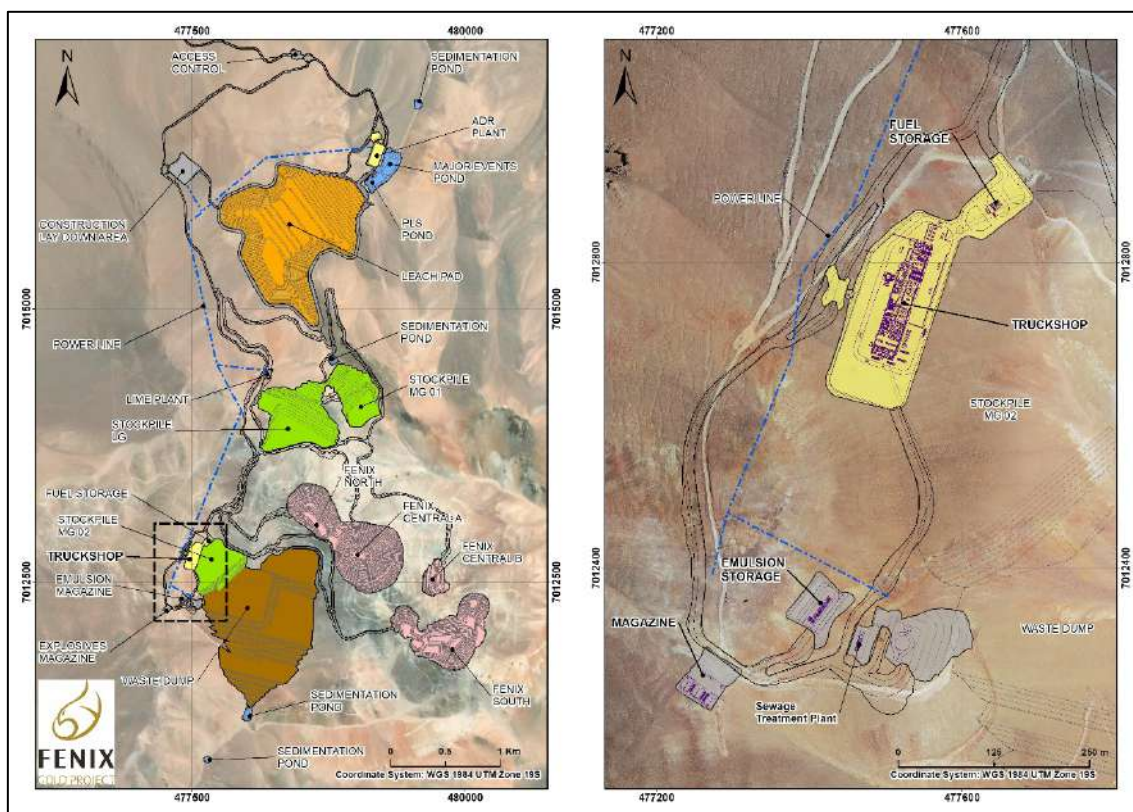 477500
480000
N
ACCESS
CONTROL
SEDIMENTATION
POND
ADR
PLANT
MAJOR EVENTS
POND
CONSTRUCTION
LAY DOWN AREA
PLS
POND
LEACH PAD
7015000
7015000
POWER LINE
SEDIMENTATION
POND
LIME PLANT
STOCKPILE
MG 01
STOCKPILE
LG
FENIX
NORTH
FUEL STORAGE
FENIX
CENTRAL A
STOCKPILE
MG 02
TRUCKSHOP
FENIX
CENTRAL B
EMULSION
MAGAZINE
7012500
7012500
EXPLOSIVES
MAGAZINE
WASTE DUMP
FENIX
SOUTH
SEDIMENTATION
POND
FENIX
GOLD PROJECT
SEDIMENTATION
POND
0 0.5 1 Km
Coordinate System: WGS 1984 UTM Zone 19S
477500
480000
477200
477600
N
FUEL
STORAGE
POWER LINE
7012800
7012800
TRUCKSHOP
STOCKPILE
MG 02
7012400
7012400
EMULSION
STORAGE
MAGAZINE
WASTE DUMP
Sewage
Treatment Plant
0 125 250 m
Coordinate System: WGS 1984 UTM Zone 19S
477200
477600